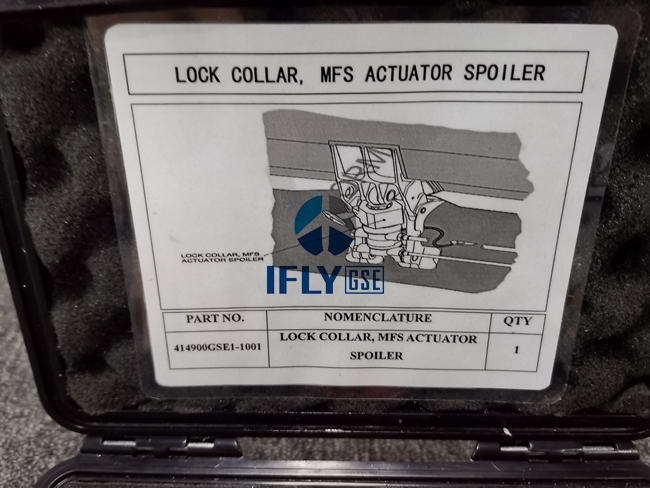 LOCK COLLAR, MFS ACTUATOR SPOILER
LOCK COLLAR, MFS
ACTUATOR SPOILER
IFLY GSE
PART NO. NOMENCLATURE QTY
414900GSE1-1001 LOCK COLLAR, MFS ACTUATOR SPOILER 1